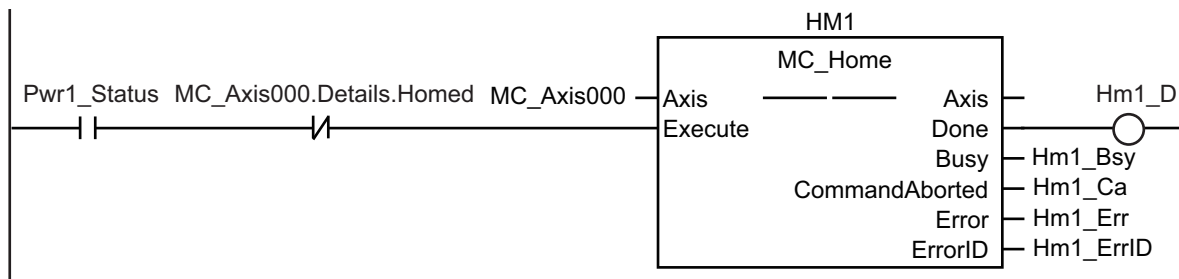 HM1
MC_Home
Pwr1_Status MC_Axis000.Details.Homed MC_Axis000 Axis Axis Hm1_D
Execute Done
Busy Hm1_Bsy
CommandAborted Hm1_Ca
Error Hm1_Err
ErrorID Hm1_ErrID